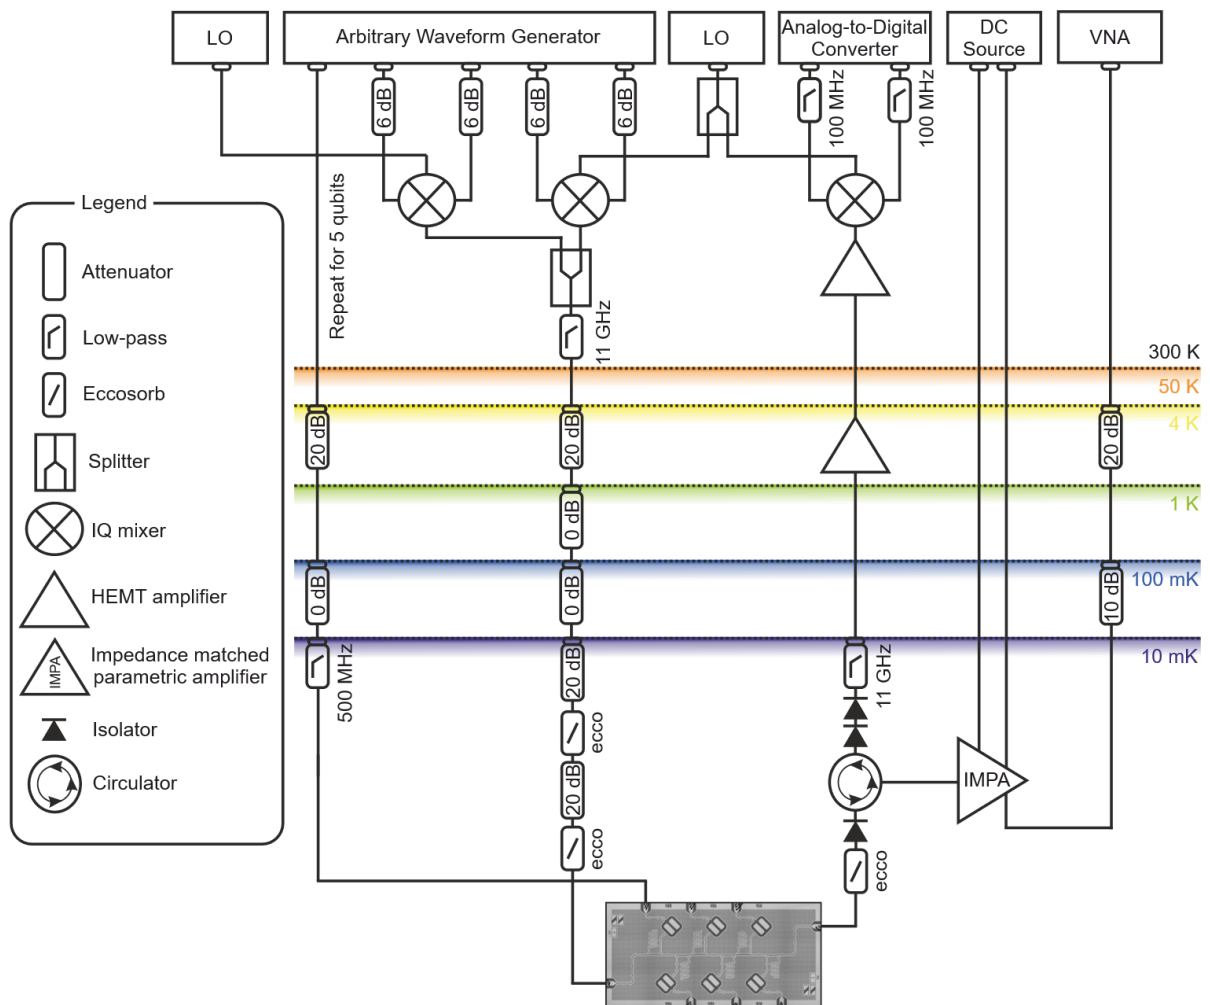 LO
Arbitrary Waveform Generator
LO
Analog-to-Digital
Converter
DC
Source
VNA
6 dB
6 dB
6 dB
6 dB
100 MHz
100 MHz
Repeat for 5 qubits
11 GHz
Legend
Attenuator
Low-pass
Eccosorb
Splitter
IQ mixer
HEMT amplifier
IMPA
Impedance matched
parametric amplifier
Isolator
Circulator
300 K
50 K
20 dB
20 dB
20 dB
4 K
0 dB
1 K
0 dB
0 dB
10 dB
100 mK
500 MHz
20 dB
11 GHz
10 mK
ecco
20 dB
IMPA
ecco
ecco